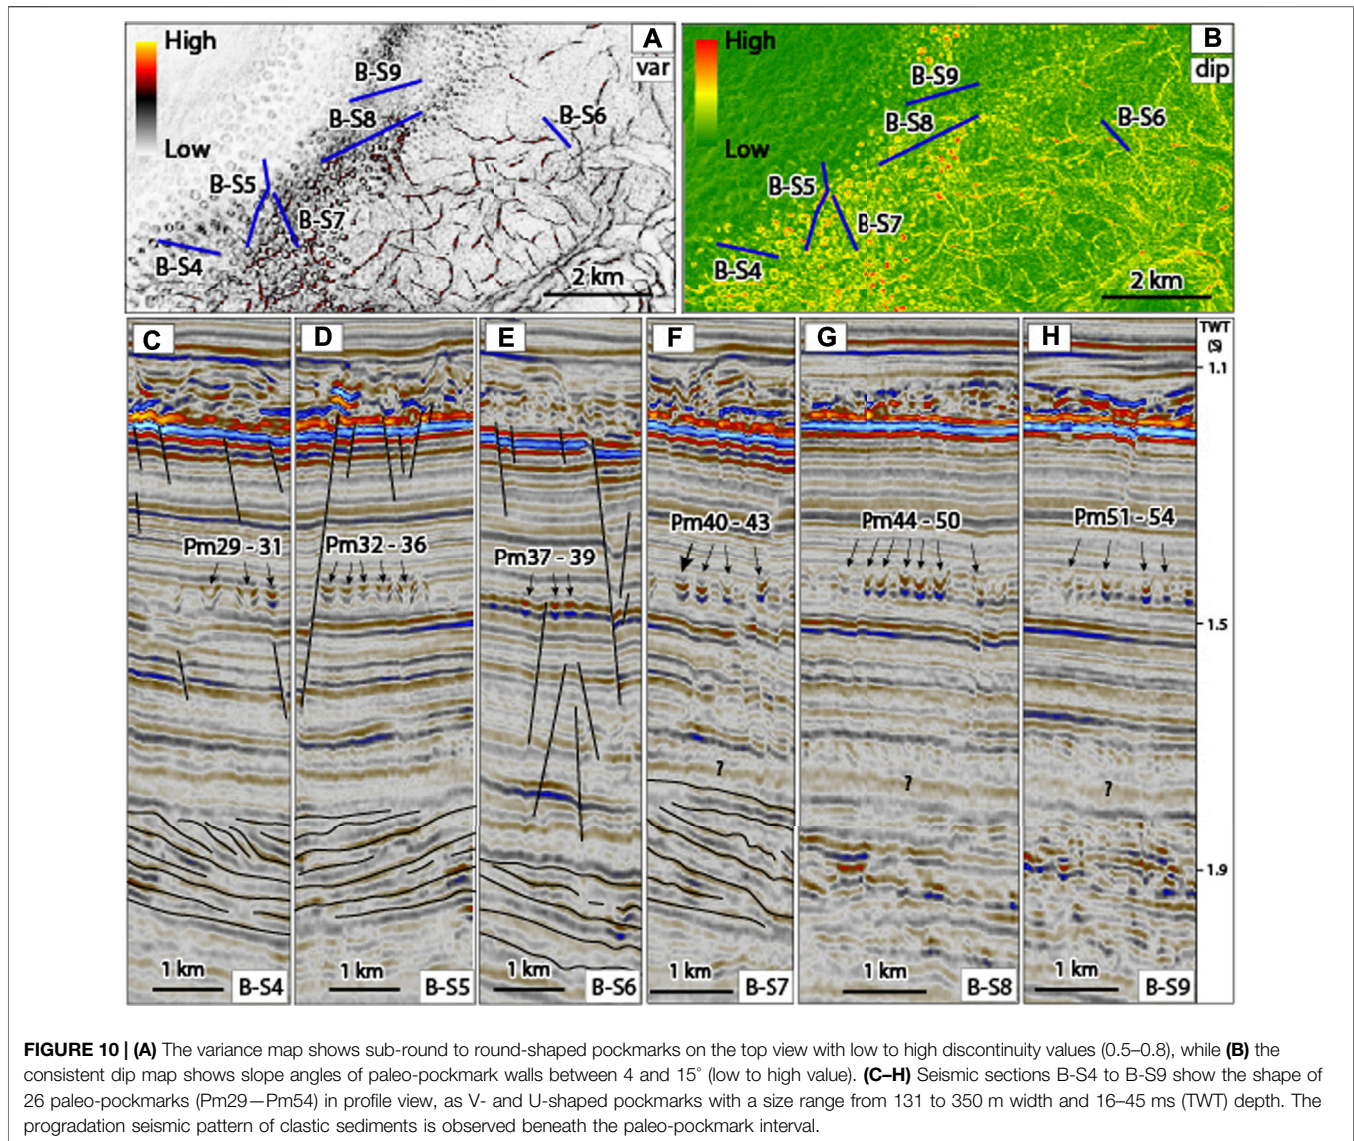 High
Low
A
var
B-S9
B-S8
B-S6
B-S5
B-S7
B-S4
2 km
High
Low
B
dip
B-S9
B-S8
B-S6
B-S5
B-S7
B-S4
2 km
C
D
E
F
G
H
TWT
(S)
1.1
1.5
1.9
Pm29 - 31
Pm32 - 36
Pm37 - 39
Pm40 - 43
Pm44 - 50
Pm51 - 54
?
?
?
1 km
B-S4
1 km
B-S5
1 km
B-S6
1 km
B-S7
1 km
B-S8
1 km
B-S9
FIGURE 10 | (A) The variance map shows sub-round to round-shaped pockmarks on the top view with low to high discontinuity values (0.5–0.8), while (B) the
consistent dip map shows slope angles of paleo-pockmark walls between 4 and 15° (low to high value). (C–H) Seismic sections B-S4 to B-S9 show the shape of
26 paleo-pockmarks (Pm29—Pm54) in profile view, as V- and U-shaped pockmarks with a size range from 131 to 350 m width and 16–45 ms (TWT) depth. The
progradation seismic pattern of clastic sediments is observed beneath the paleo-pockmark interval.